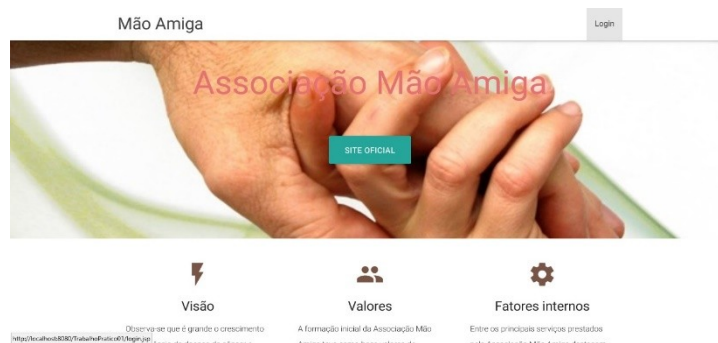 Mão Amiga
Login
Associação Mão Amiga
SITE OFICIAL
Visão
Valores
Fatores internos
Observa-se que é grande o crescimento
A formação inicial da Associação Mão
Entre os principais serviços prestados
http://localhost:8080/TrabalhoPratico01/login.jsp